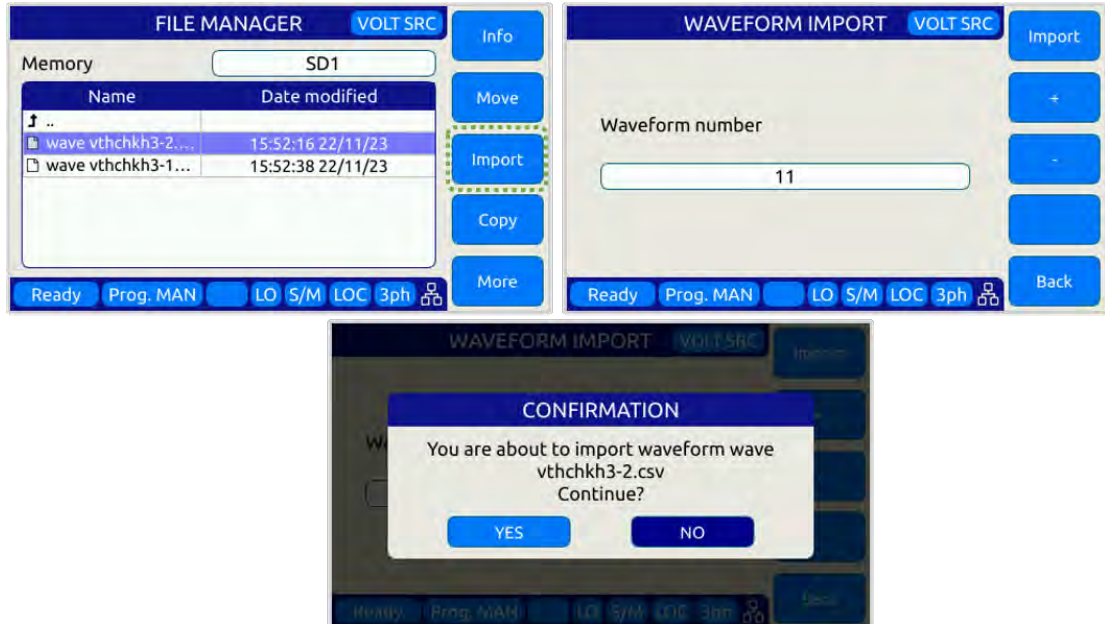 FILE MANAGER VOLT SRC
Info
Memory SD1
Name Date modified
Move
..
wave vthchkh3-2.... 15:52:16 22/11/23
wave vthchkh3-1... 15:52:38 22/11/23
Import
Copy
More
Ready Prog. MAN LO S/M LOC 3ph
WAVEFORM IMPORT VOLT SRC
Import
+
Waveform number
-
11
Back
Ready Prog. MAN LO S/M LOC 3ph
WAVEFORM IMPORT VOLT SRC
Import
CONFIRMATION
You are about to import waveform wave
vthchkh3-2.csv
Continue?
YES NO
Ready Prog. MAN LO S/M LOC 3ph
Back